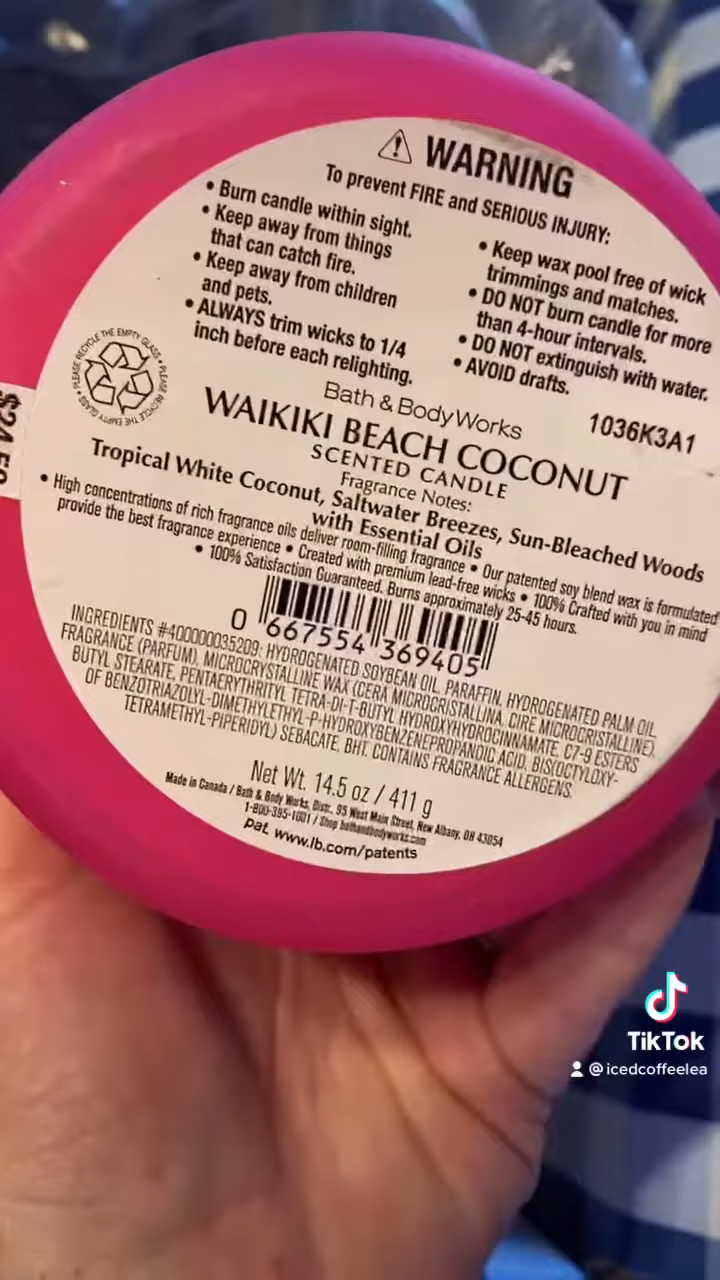 ⚠ WARNING
To prevent FIRE and SERIOUS INJURY:
• Burn candle within sight.
• Keep away from things
that can catch fire.
• Keep away from children
and pets.
• ALWAYS trim wicks to 1/4
inch before each relighting.
• Keep wax pool free of wick
trimmings and matches.
• DO NOT burn candle for more
than 4-hour intervals.
• DO NOT extinguish with water.
• AVOID drafts.
PLEASE RECYCLE THE EMPTY GLASS • PLEASE RECYCLE THE EMPTY GLASS •
1036K3A1
Bath & Body Works
WAIKIKI BEACH COCONUT
SCENTED CANDLE
Fragrance Notes:
Tropical White Coconut, Saltwater Breezes, Sun-Bleached Woods
with Essential Oils
• High concentrations of rich fragrance oils deliver room-filling fragrance • Our patented soy blend wax is formulated
provide the best fragrance experience • Created with premium lead-free wicks • 100% Crafted with you in mind
• 100% Satisfaction Guaranteed. Burns approximately 25-45 hours.
0 667554 369405
INGREDIENTS #400000035209: HYDROGENATED SOYBEAN OIL, PARAFFIN, HYDROGENATED PALM OIL,
FRAGRANCE (PARFUM), MICROCRYSTALLINE WAX (CERA MICROCRISTALLINA, CIRE MICROCRISTALLINE),
BUTYL STEARATE, PENTAERYTHRITYL TETRA-DI-T-BUTYL HYDROXYHYDROCINNAMATE, C7-9 ESTERS
OF BENZOTRIAZOLYL-DIMETHYLETHYL-P-HYDROXYBENZENEPROPANOIC ACID, BIS(OCTYLOXY-
TETRAMETHYL-PIPERIDYL) SEBACATE, BHT. CONTAINS FRAGRANCE ALLERGENS.
Net Wt. 14.5 oz / 411 g
Made in Canada / Bath & Body Works, Distr., 95 West Main Street, New Albany, OH 43054
1-800-395-1001 / Shop bathandbodyworks.com
pat. www.lb.com/patents
TikTok
@icedcoffeelea